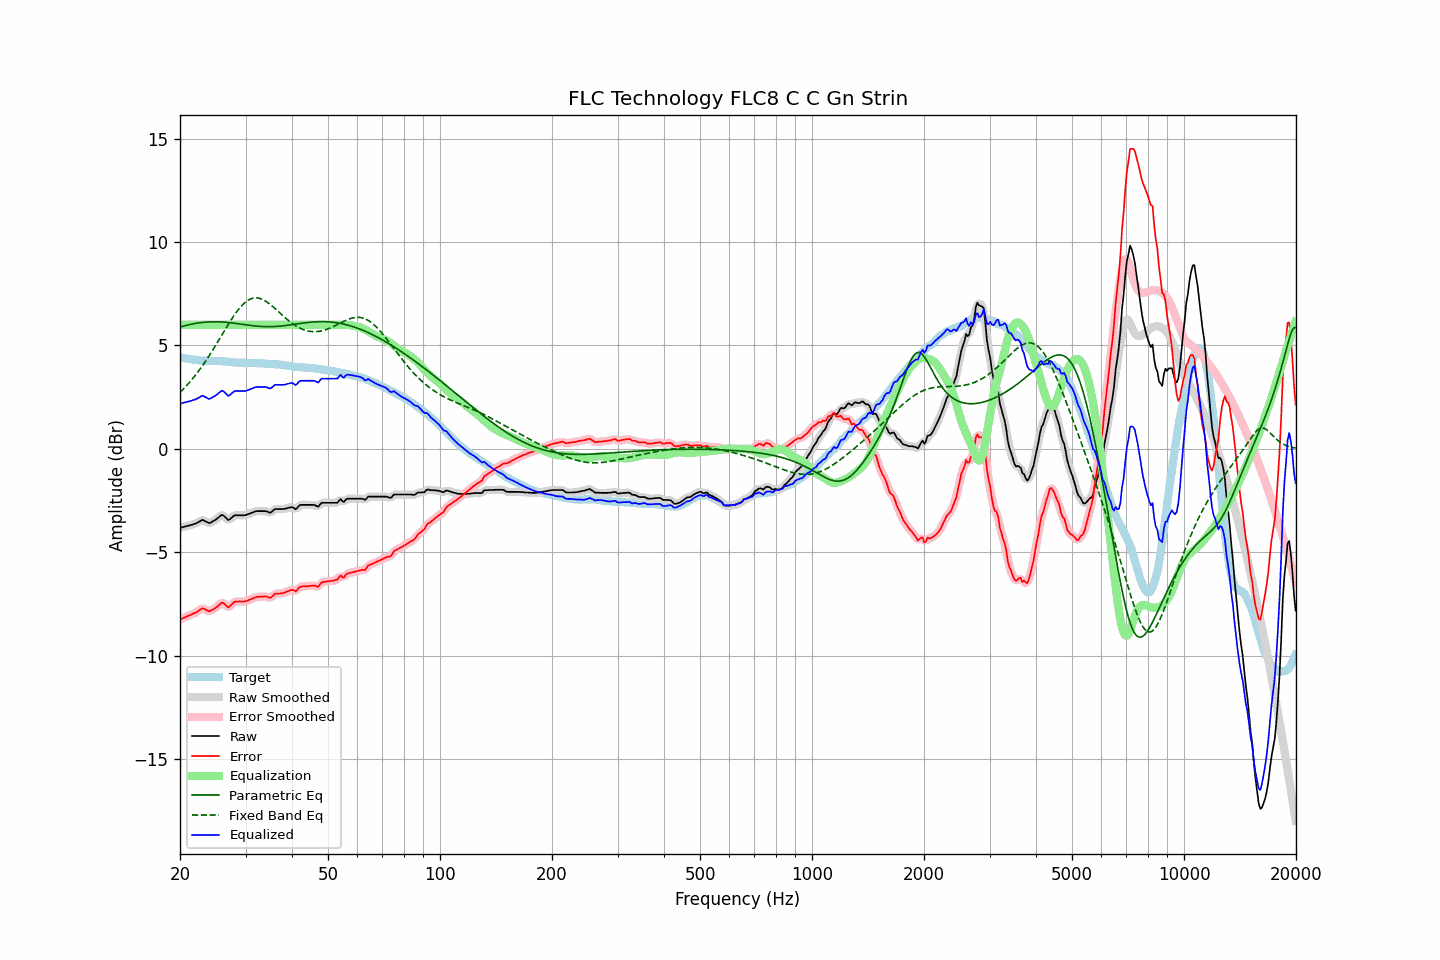 FLC Technology FLC8 C C Gn Strin
15
10
5
0
−5
−10
−15
Amplitude (dBr)
Target
Raw Smoothed
Error Smoothed
Raw
Error
Equalization
Parametric Eq
Fixed Band Eq
Equalized
20 50 100 200 500 1000 2000 5000 10000 20000
Frequency (Hz)